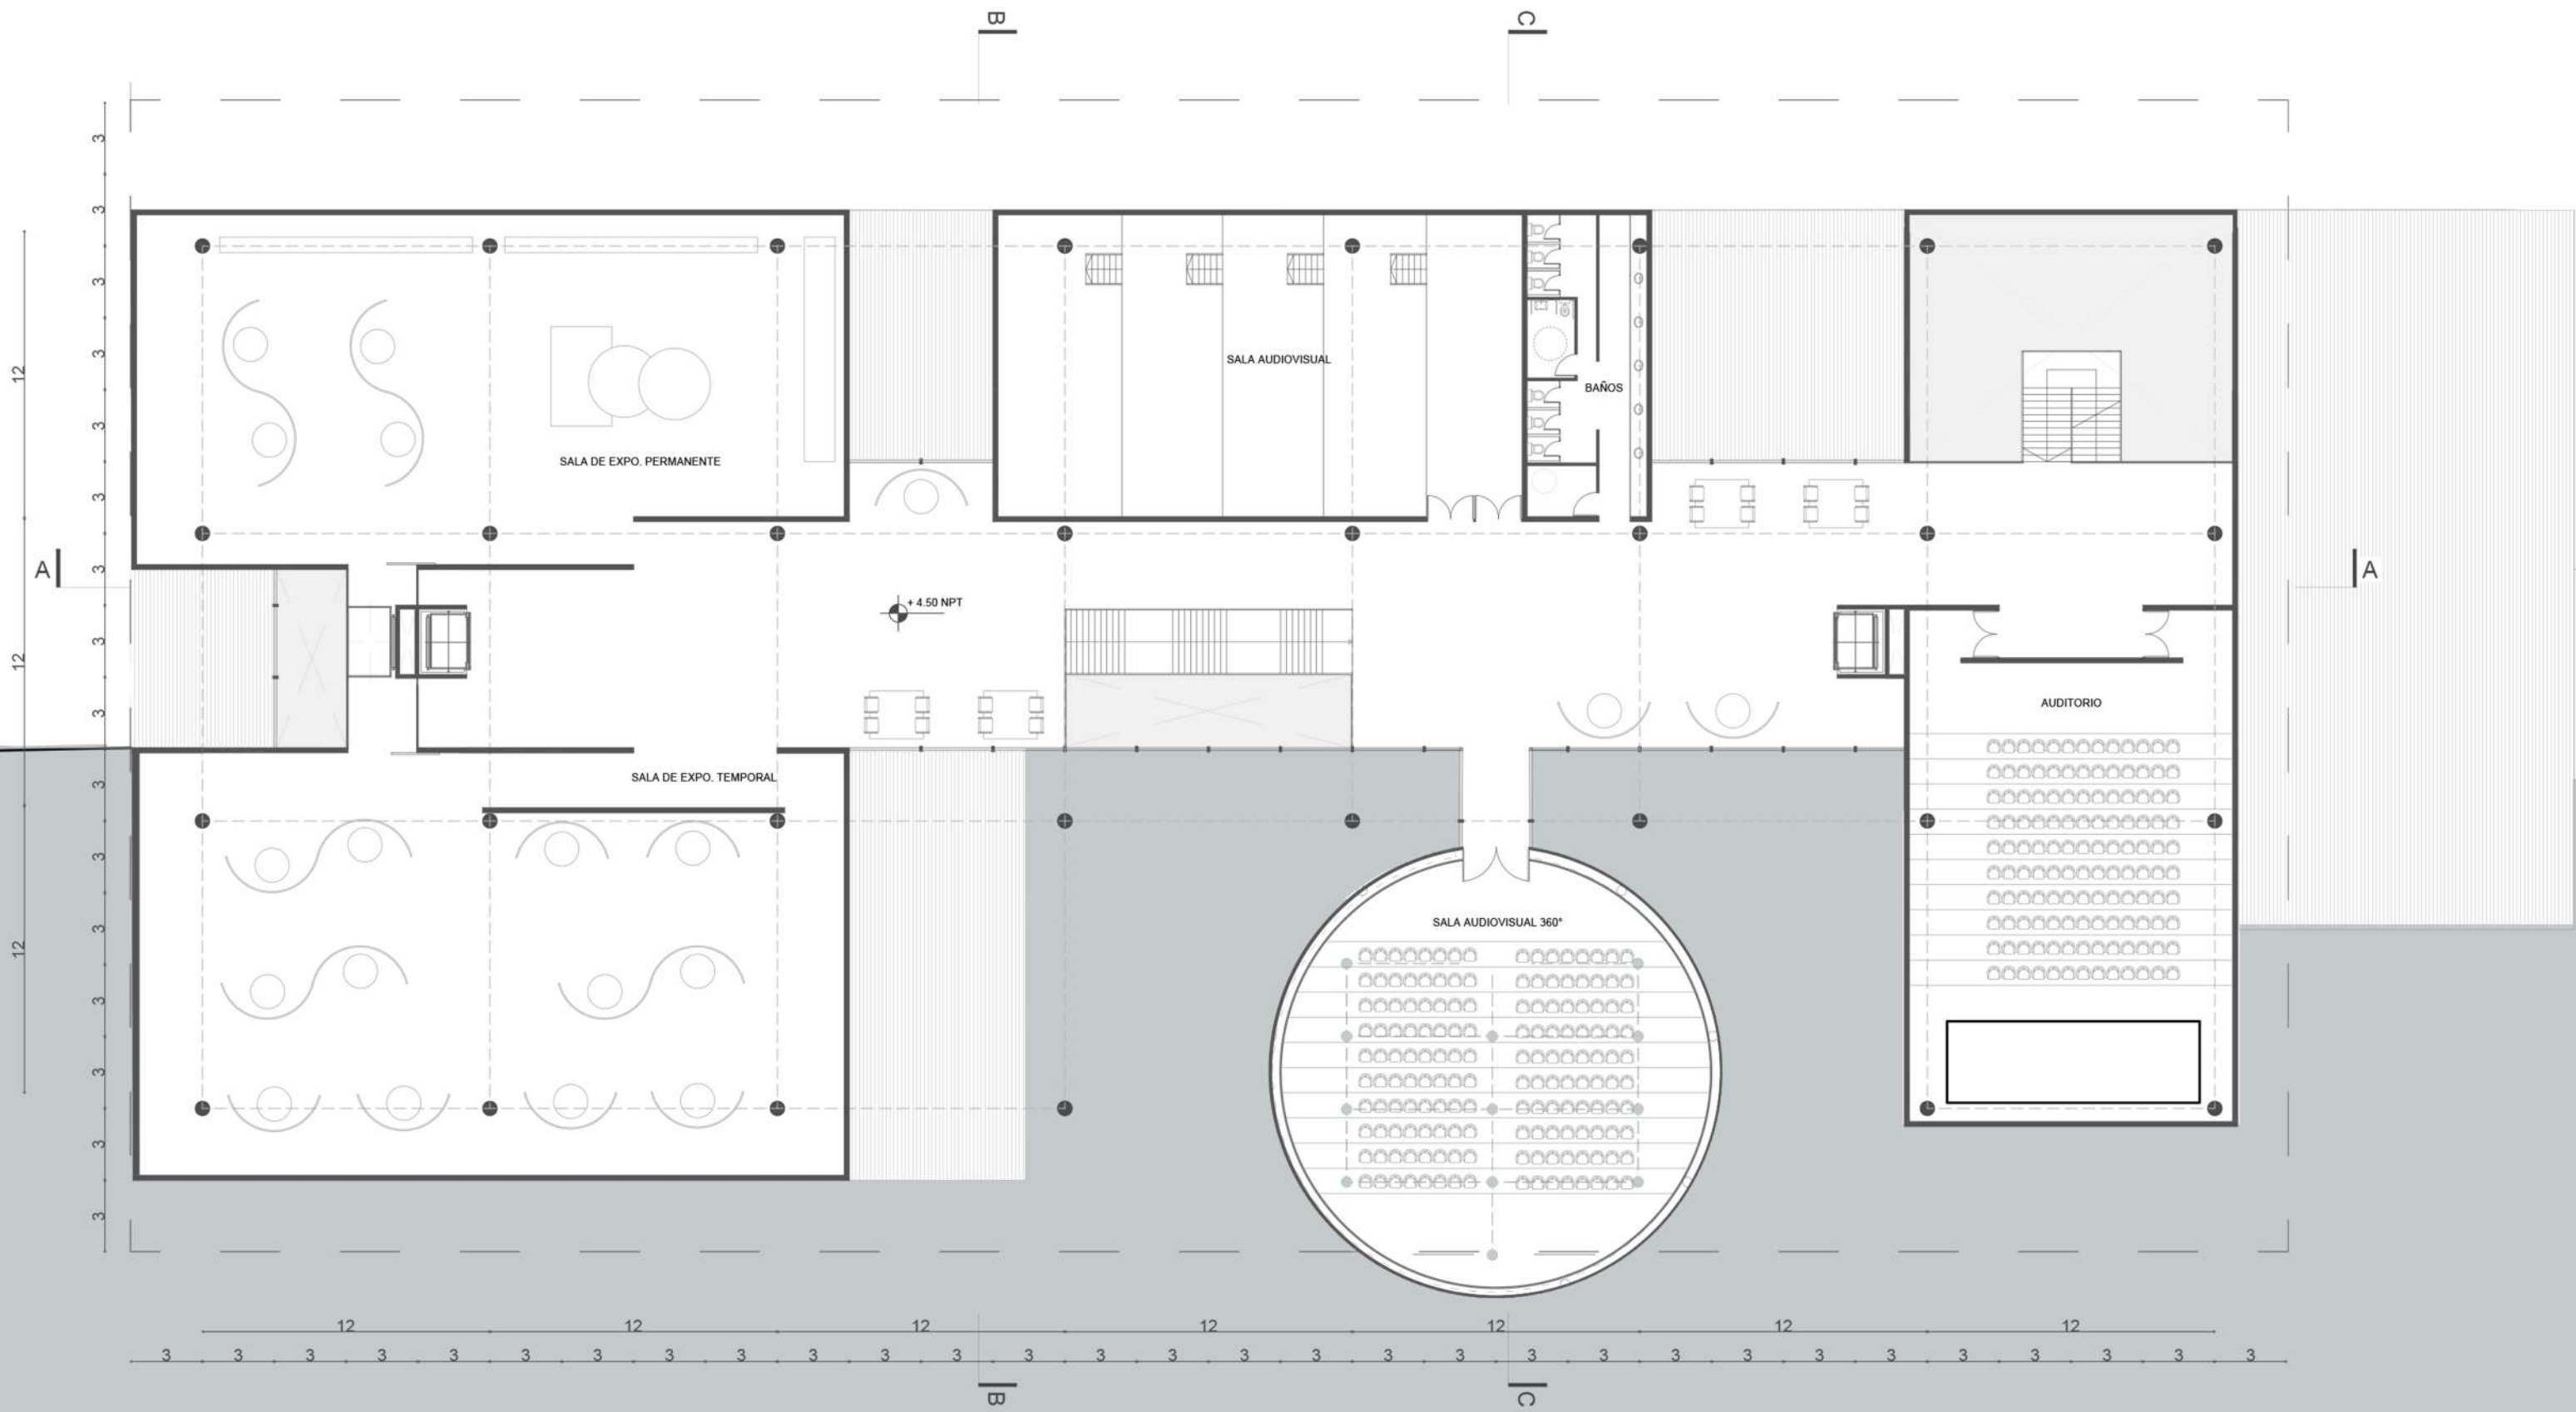 B
C
3
3
3
3
12
SALA AUDIOVISUAL
BAÑOS
3
SALA DE EXPO. PERMANENTE
3
A
3
A
+ 4.50 NPT
3
12
AUDITORIO
3
SALA DE EXPO. TEMPORAL
3
3
SALA AUDIOVISUAL 360°
3
12
3
3
3
3
12 12 12 12 12 12 12
3 3 3 3 3 3 3 3 3 3 3 3 3 3 3 3 3 3 3 3 3 3 3 3 3 3 3 3 3 3
B
C